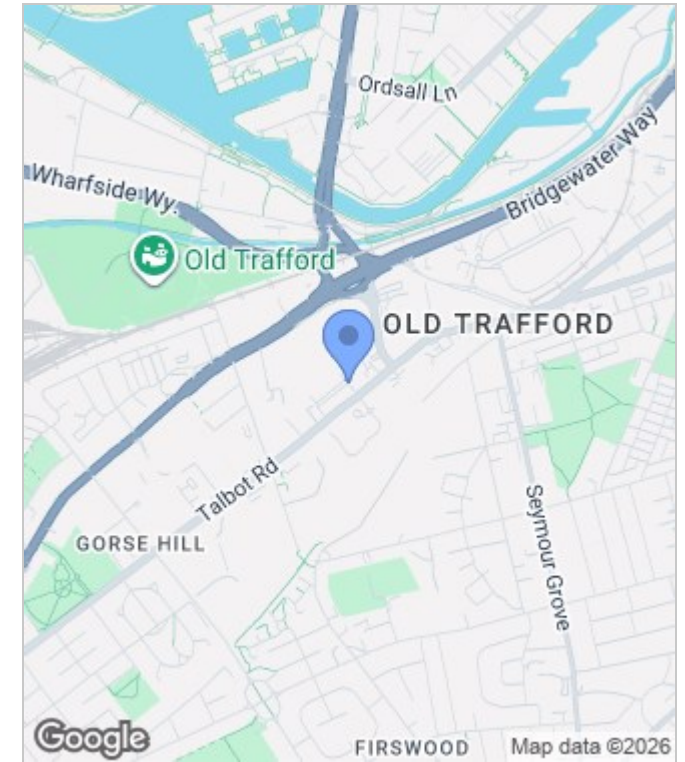 Ordsall Ln
Bridgewater Way
Wharfside Wy.
Old Trafford
OLD TRAFFORD
Talbot Rd
Seymour Grove
GORSE HILL
FIRSWOOD
Google
Map data ©2026